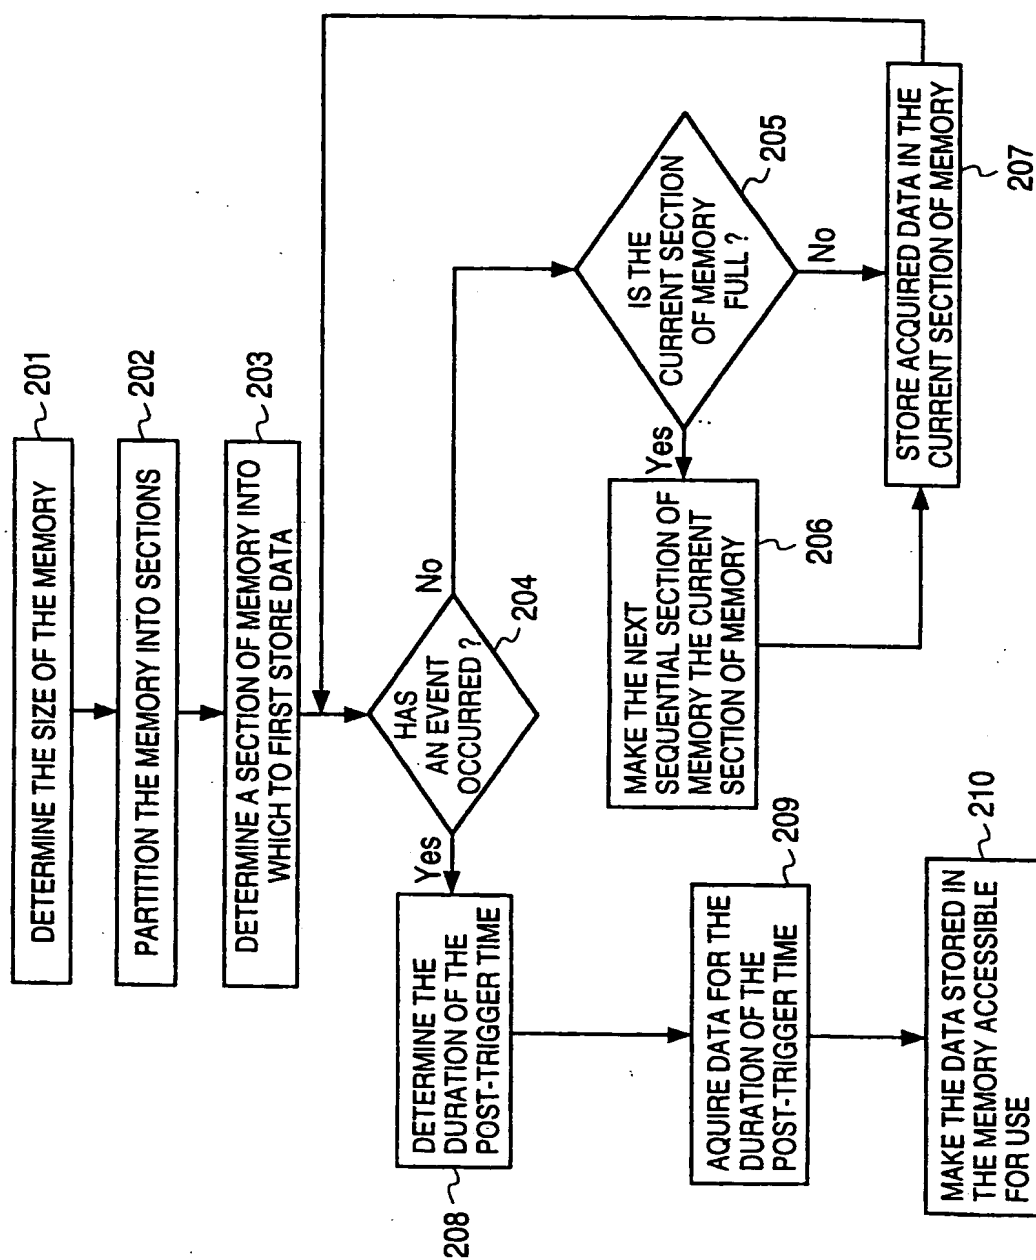 DETERMINE THE SIZE OF THE MEMORY
201
PARTITION THE MEMORY INTO SECTIONS
202
DETERMINE A SECTION OF MEMORY INTO
WHICH TO FIRST STORE DATA
203
HAS
AN EVENT
OCCURRED ?
204
Yes
No
IS THE
CURRENT SECTION
OF MEMORY
FULL ?
205
Yes
No
MAKE THE NEXT
SEQUENTIAL SECTION OF
MEMORY THE CURRENT
SECTION OF MEMORY
206
STORE ACQUIRED DATA IN THE
CURRENT SECTION OF MEMORY
207
DETERMINE THE
DURATION OF THE
POST-TRIGGER TIME
208
AQUIRE DATA FOR THE
DURATION OF THE
POST-TRIGGER TIME
209
MAKE THE DATA STORED IN
THE MEMORY ACCESSIBLE
FOR USE
210